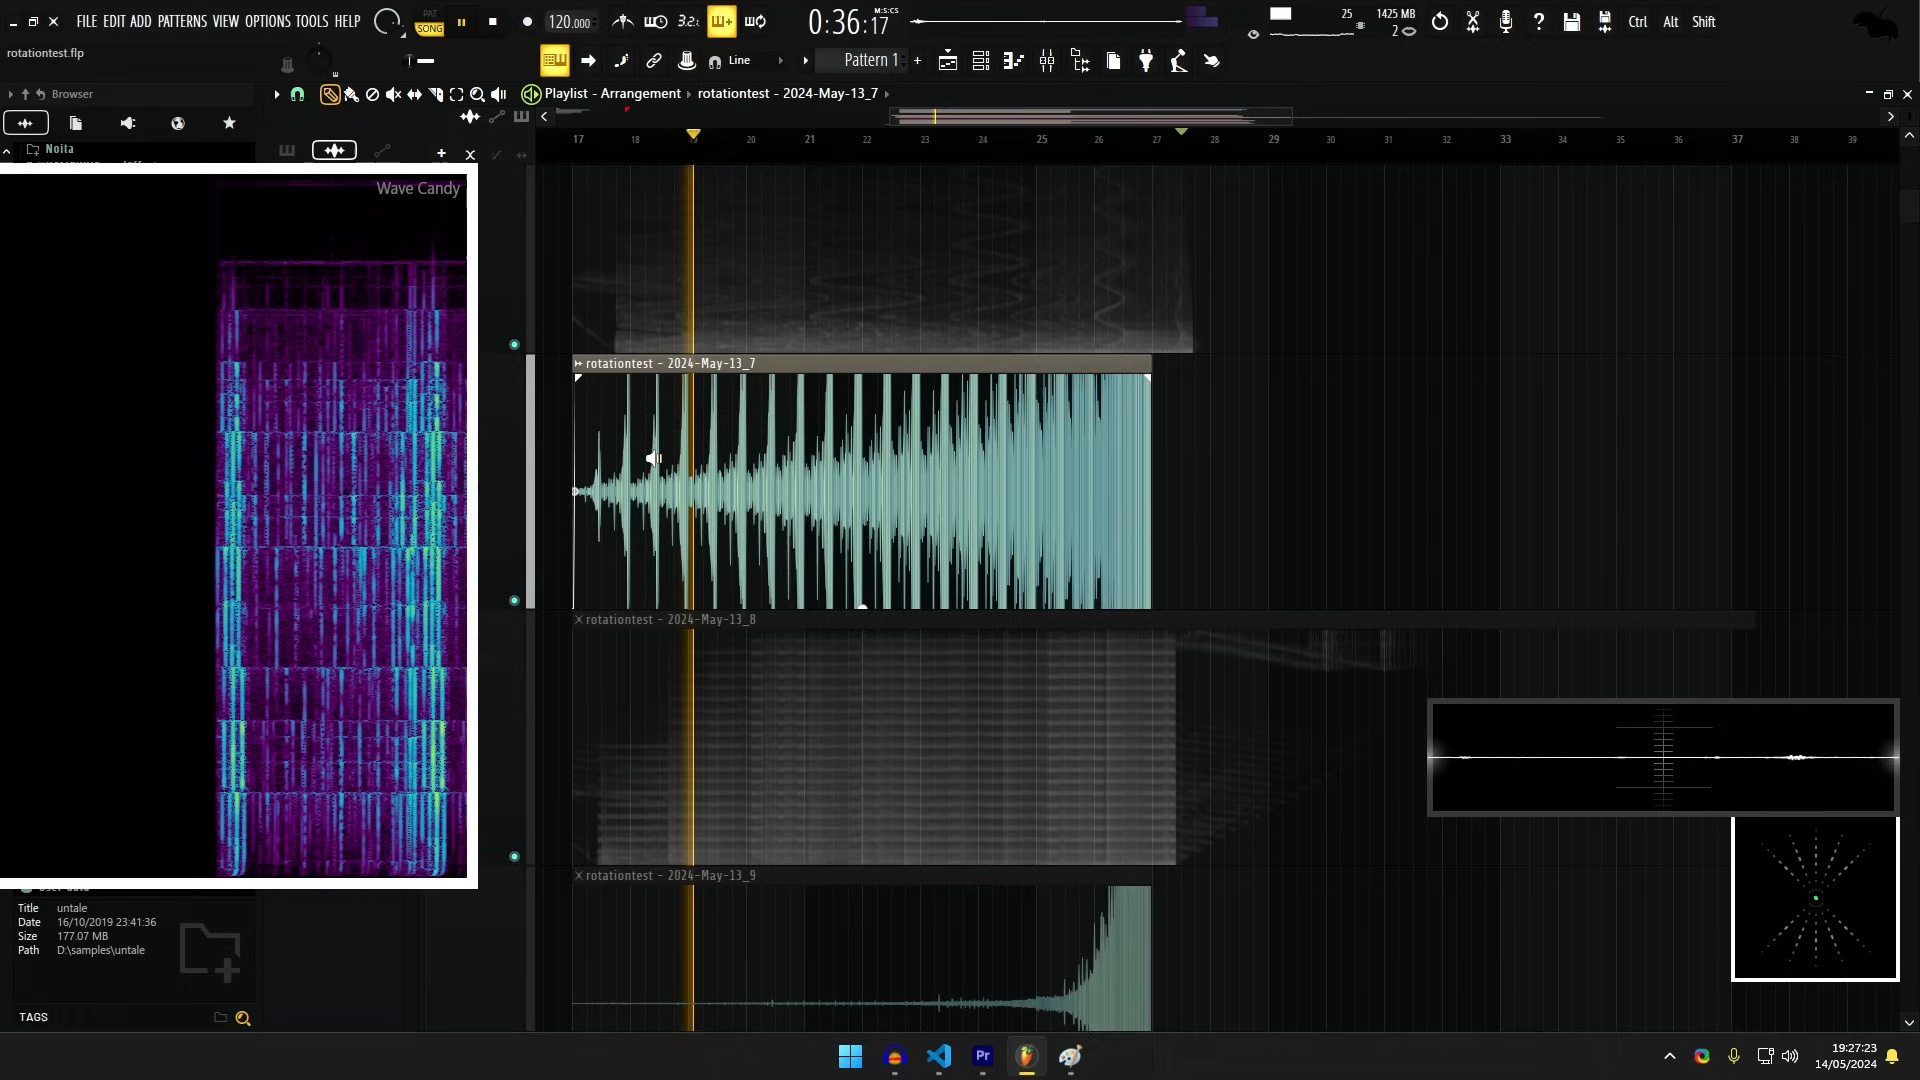 FILE EDIT ADD PATTERNS VIEW OPTIONS TOOLS HELP
PAT
SONG
120.000
3.2
0:36:17
M:S:CS
25
1425 MB
2
Ctrl Alt Shift
rotationtest.flp
Line
Pattern 1
+
Browser
Playlist - Arrangement › rotationtest - 2024-May-13_7 ›
Noita
17 18 19 20 21 22 23 24 25 26 27 28 29 30 31 32 33 34 35 36 37 38 39
Wave Candy
rotationtest - 2024-May-13_7
rotationtest - 2024-May-13_8
rotationtest - 2024-May-13_9
Title untale
Date 16/10/2019 23:41:36
Size 177.07 MB
Path D:\samples\untale
TAGS
Pr
19:27:23
14/05/2024